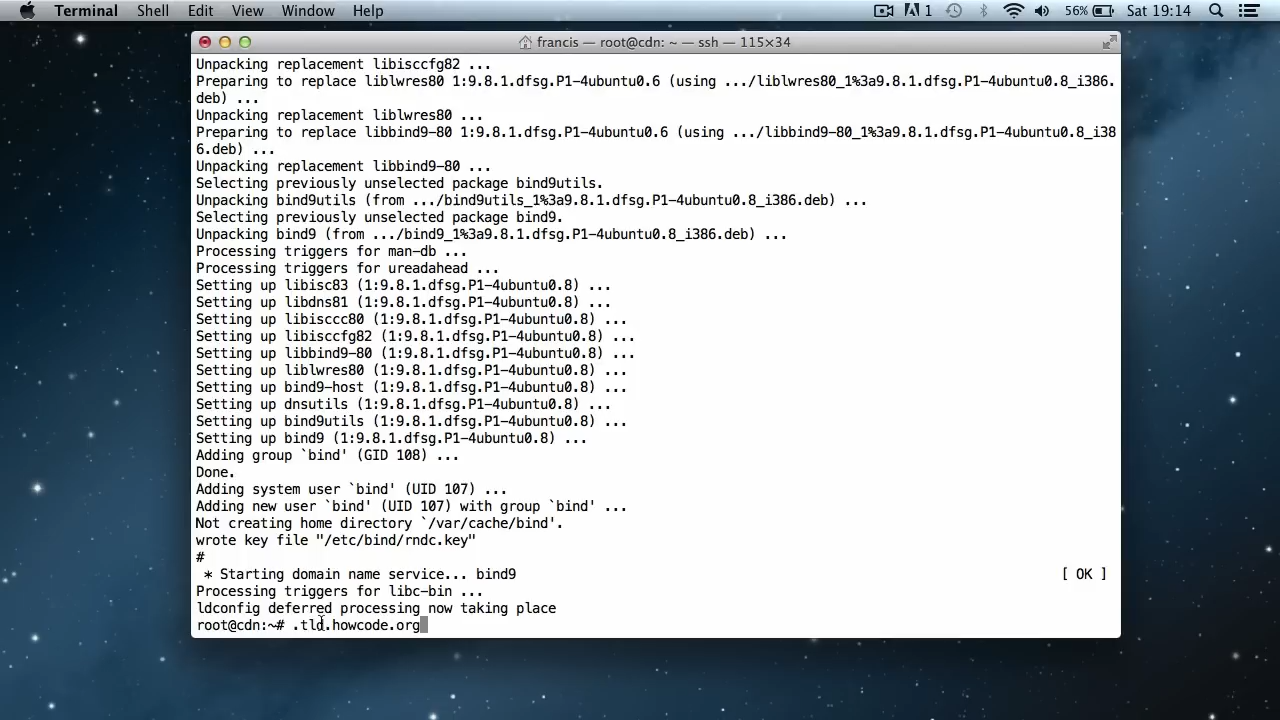 Terminal Shell Edit View Window Help 1 56% Sat 19:14
francis — root@cdn: ~ — ssh — 115×34
Unpacking replacement libisccfg82 ...
Preparing to replace liblwres80 1:9.8.1.dfsg.P1-4ubuntu0.6 (using .../liblwres80_1%3a9.8.1.dfsg.P1-4ubuntu0.8_i386.
deb) ...
Unpacking replacement liblwres80 ...
Preparing to replace libbind9-80 1:9.8.1.dfsg.P1-4ubuntu0.6 (using .../libbind9-80_1%3a9.8.1.dfsg.P1-4ubuntu0.8_i38
6.deb) ...
Unpacking replacement libbind9-80 ...
Selecting previously unselected package bind9utils.
Unpacking bind9utils (from .../bind9utils_1%3a9.8.1.dfsg.P1-4ubuntu0.8_i386.deb) ...
Selecting previously unselected package bind9.
Unpacking bind9 (from .../bind9_1%3a9.8.1.dfsg.P1-4ubuntu0.8_i386.deb) ...
Processing triggers for man-db ...
Processing triggers for ureadahead ...
Setting up libisc83 (1:9.8.1.dfsg.P1-4ubuntu0.8) ...
Setting up libdns81 (1:9.8.1.dfsg.P1-4ubuntu0.8) ...
Setting up libisccc80 (1:9.8.1.dfsg.P1-4ubuntu0.8) ...
Setting up libisccfg82 (1:9.8.1.dfsg.P1-4ubuntu0.8) ...
Setting up libbind9-80 (1:9.8.1.dfsg.P1-4ubuntu0.8) ...
Setting up liblwres80 (1:9.8.1.dfsg.P1-4ubuntu0.8) ...
Setting up bind9-host (1:9.8.1.dfsg.P1-4ubuntu0.8) ...
Setting up dnsutils (1:9.8.1.dfsg.P1-4ubuntu0.8) ...
Setting up bind9utils (1:9.8.1.dfsg.P1-4ubuntu0.8) ...
Setting up bind9 (1:9.8.1.dfsg.P1-4ubuntu0.8) ...
Adding group `bind' (GID 108) ...
Done.
Adding system user `bind' (UID 107) ...
Adding new user `bind' (UID 107) with group `bind' ...
Not creating home directory `/var/cache/bind'.
wrote key file "/etc/bind/rndc.key"
#
* Starting domain name service... bind9 [ OK ]
Processing triggers for libc-bin ...
ldconfig deferred processing now taking place
root@cdn:~# .tld.howcode.org